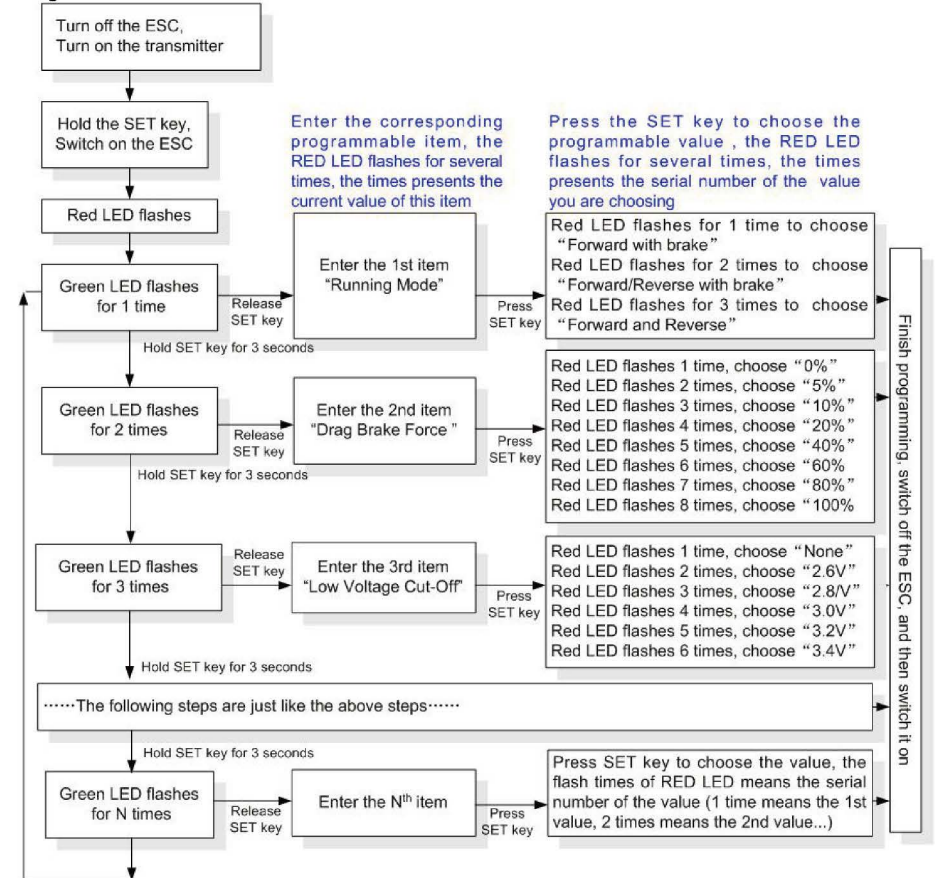 Turn off the ESC,
Turn on the transmitter
Hold the SET key,
Switch on the ESC
Enter the corresponding
programmable item, the
RED LED flashes for several
times, the times presents the
current value of this item
Press the SET key to choose the
programmable value , the RED LED
flashes for several times, the times
presents the serial number of the value
you are choosing
Red LED flashes
Green LED flashes
for 1 time
Release
SET key
Enter the 1st item
“Running Mode”
Press
SET key
Red LED flashes for 1 time to choose
“Forward with brake”
Red LED flashes for 2 times to choose
“Forward/Reverse with brake”
Red LED flashes for 3 times to choose
“Forward and Reverse”
Hold SET key for 3 seconds
Green LED flashes
for 2 times
Release
SET key
Enter the 2nd item
“Drag Brake Force ”
Press
SET key
Red LED flashes 1 time, choose “0%”
Red LED flashes 2 times, choose “5%”
Red LED flashes 3 times, choose “10%”
Red LED flashes 4 times, choose “20%”
Red LED flashes 5 times, choose “40%”
Red LED flashes 6 times, choose “60%
Red LED flashes 7 times, choose “80%”
Red LED flashes 8 times, choose “100%
Hold SET key for 3 seconds
Green LED flashes
for 3 times
Release
SET key
Enter the 3rd item
“Low Voltage Cut-Off”
Press
SET key
Red LED flashes 1 time, choose “None”
Red LED flashes 2 times, choose “2.6V”
Red LED flashes 3 times, choose “2.8/V”
Red LED flashes 4 times, choose “3.0V”
Red LED flashes 5 times, choose “3.2V”
Red LED flashes 6 times, choose “3.4V”
Hold SET key for 3 seconds
······The following steps are just like the above steps······
Hold SET key for 3 seconds
Green LED flashes
for N times
Release
SET key
Enter the Nth item
Press
SET key
Press SET key to choose the value, the
flash times of RED LED means the serial
number of the value (1 time means the 1st
value, 2 times means the 2nd value...)
Finish programming, switch off the ESC, and then switch it on